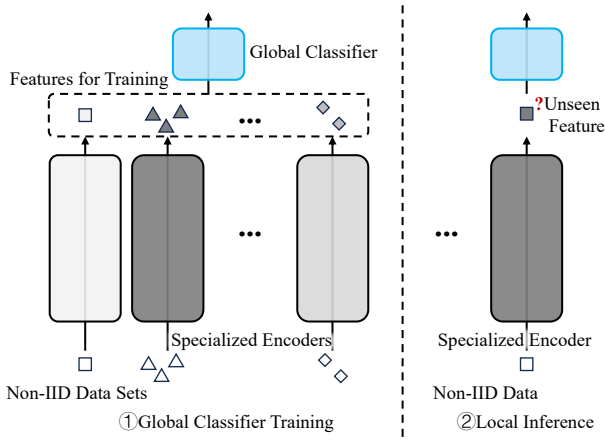 Global Classifier
Features for Training
...
Specialized Encoders
Non-IID Data Sets
①Global Classifier Training
?Unseen
Feature
...
Specialized Encoder
Non-IID Data
②Local Inference